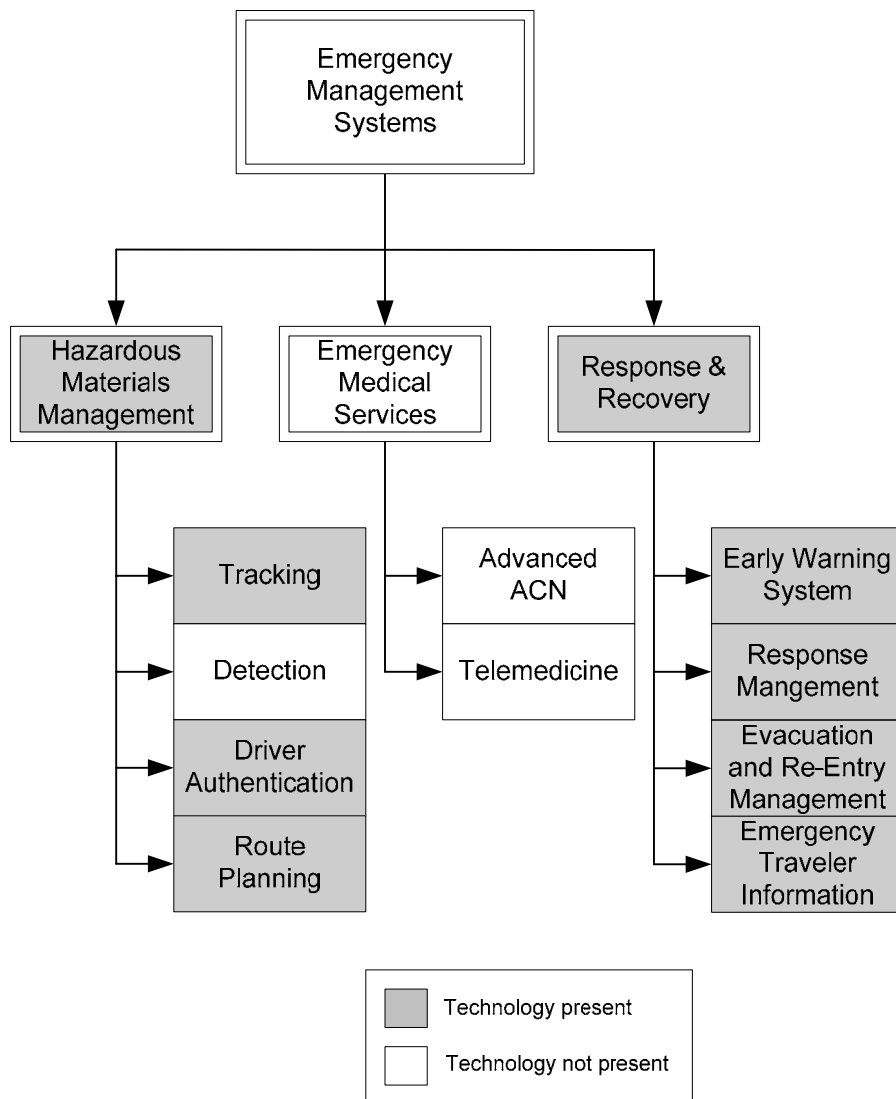 Emergency
Management
Systems
Hazardous
Materials
Management
Emergency
Medical
Services
Response &
Recovery
Tracking
Detection
Driver
Authentication
Route
Planning
Advanced
ACN
Telemedicine
Early Warning
System
Response
Mangement
Evacuation
and Re-Entry
Management
Emergency
Traveler
Information
Technology present
Technology not present